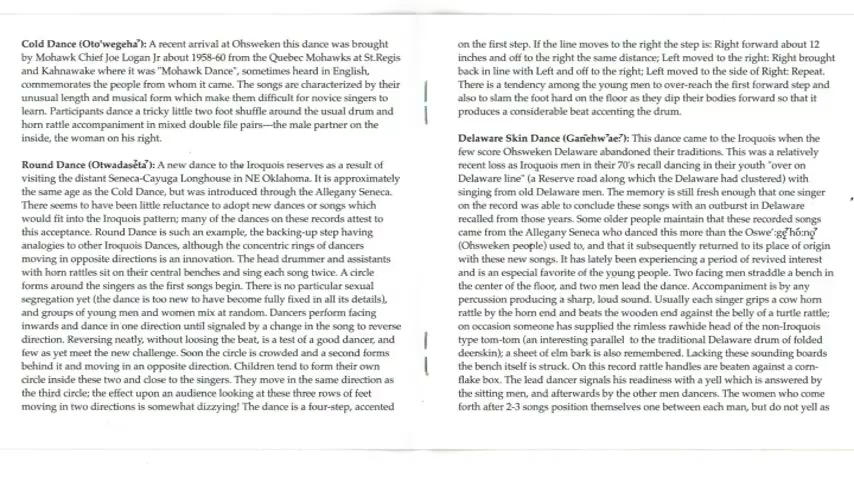 Cold Dance (Oto'wegehaˀ): A recent arrival at Ohsweken this dance was brought
by Mohawk Chief Joe Logan Jr about 1958-60 from the Quebec Mohawks at St.Regis
and Kahnawake where it was "Mohawk Dance", sometimes heard in English,
commemorates the people from whom it came. The songs are characterized by their
unusual length and musical form which make them difficult for novice singers to
learn. Participants dance a tricky little two foot shuffle around the usual drum and
horn rattle accompaniment in mixed double file pairs—the male partner on the
inside, the woman on his right.
Round Dance (Otwadasę̌taˀ): A new dance to the Iroquois reserves as a result of
visiting the distant Seneca-Cayuga Longhouse in NE Oklahoma. It is approximately
the same age as the Cold Dance, but was introduced through the Allegany Seneca.
There seems to have been little reluctance to adopt new dances or songs which
would fit into the Iroquois pattern; many of the dances on these records attest to
this acceptance. Round Dance is such an example, the backing-up step having
analogies to other Iroquois Dances, although the concentric rings of dancers
moving in opposite directions is an innovation. The head drummer and assistants
with horn rattles sit on their central benches and sing each song twice. A circle
forms around the singers as the first songs begin. There is no particular sexual
segregation yet (the dance is too new to have become fully fixed in all its details),
and groups of young men and women mix at random. Dancers perform facing
inwards and dance in one direction until signaled by a change in the song to reverse
direction. Reversing neatly, without loosing the beat, is a test of a good dancer, and
few as yet meet the new challenge. Soon the circle is crowded and a second forms
behind it and moving in an opposite direction. Children tend to form their own
circle inside these two and close to the singers. They move in the same direction as
the third circle; the effect upon an audience looking at these three rows of feet
moving in two directions is somewhat dizzying! The dance is a four-step, accented
on the first step. If the line moves to the right the step is: Right forward about 12
inches and off to the right the same distance; Left moved to the right: Right brought
back in line with Left and off to the right; Left moved to the side of Right: Repeat.
There is a tendency among the young men to over-reach the first forward step and
also to slam the foot hard on the floor as they dip their bodies forward so that it
produces a considerable beat accenting the drum.
Delaware Skin Dance This dance came to the Iroquois when the
few score Ohsweken Delaware abandoned their traditions. This was a relatively
recent loss as Iroquois men in their 70's recall dancing in their youth "over on
Delaware line" (a Reserve road along which the Delaware had clustered) with
singing from old Delaware men. The memory is still fresh enough that one singer
on the record was able to conclude these songs with an outburst in Delaware
recalled from those years. Some older people maintain that these recorded songs
came from the Allegany Seneca who danced this more than the
(Ohsweken people) used to, and that it subsequently returned to its place of origin
with these new songs. It has lately been experiencing a period of revived interest
and is an especial favorite of the young people. Two facing men straddle a bench in
the center of the floor, and two men lead the dance. Accompaniment is by any
percussion producing a sharp, loud sound. Usually each singer grips a cow horn
rattle by the horn end and beats the wooden end against the belly of a turtle rattle;
on occasion someone has supplied the rimless rawhide head of the non-Iroquois
type tom-tom (an interesting parallel to the traditional Delaware drum of folded
deerskin); a sheet of elm bark is also remembered. Lacking these sounding boards
the bench itself is struck. On this record rattle handles are beaten against a corn-
flake box. The lead dancer signals his readiness with a yell which is answered by
the sitting men, and afterwards by the other men dancers. The women who come
forth after 2-3 songs position themselves one between each man, but do not yell as